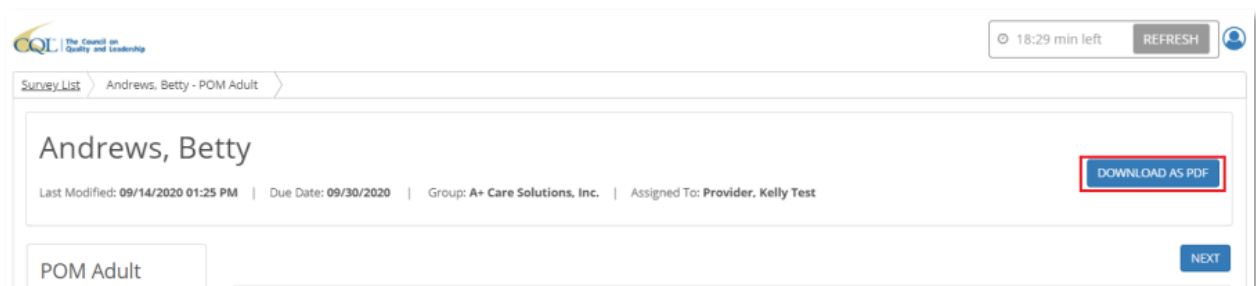 CQL | The Council on
Quality and Leadership
18:29 min left REFRESH
Survey List Andrews, Betty - POM Adult
Andrews, Betty
DOWNLOAD AS PDF
Last Modified: 09/14/2020 01:25 PM | Due Date: 09/30/2020 | Group: A+ Care Solutions, Inc. | Assigned To: Provider, Kelly Test
NEXT
POM Adult